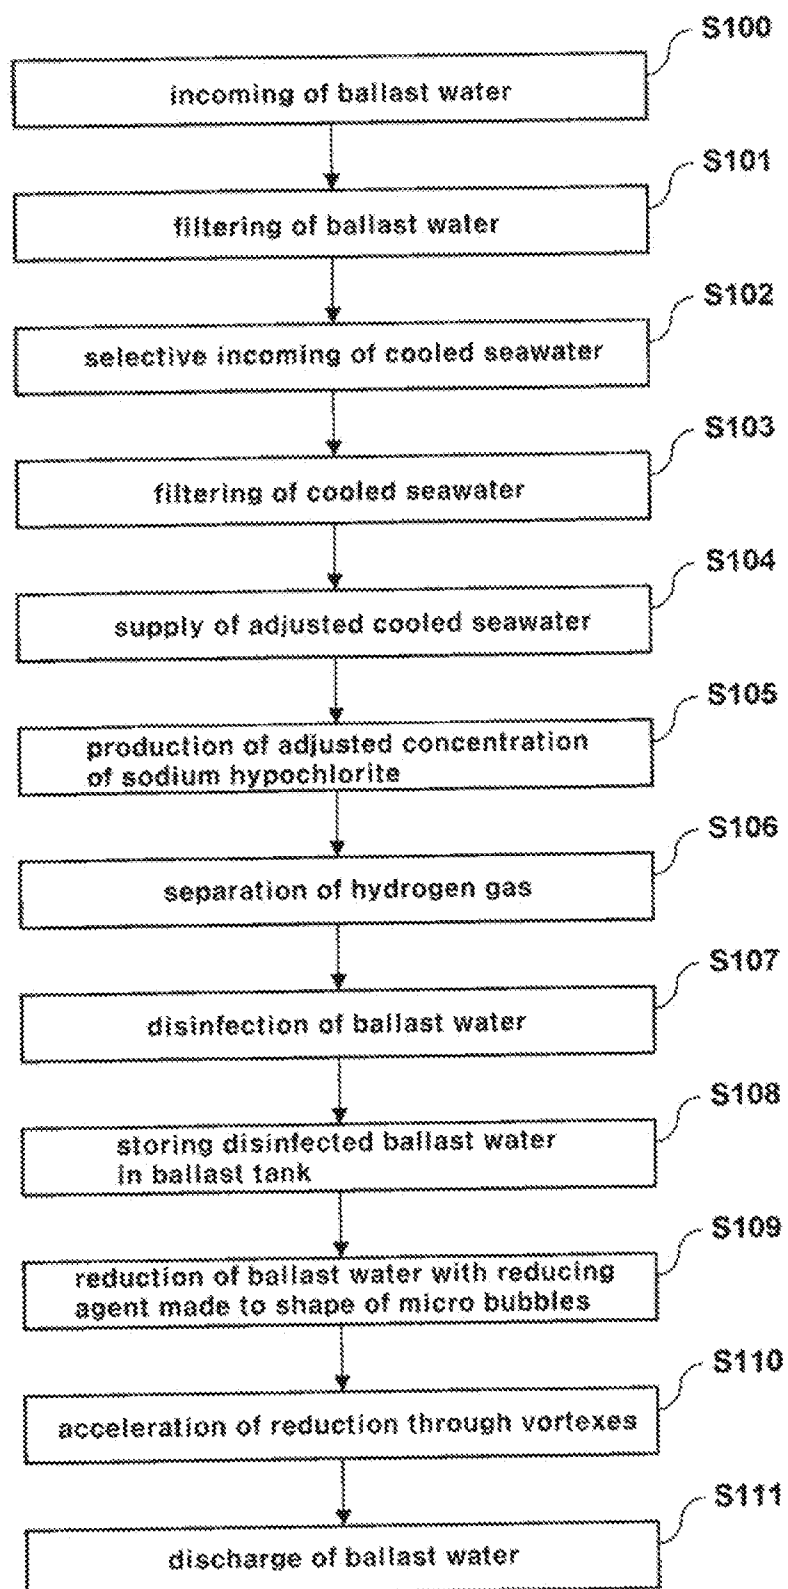 S100
incoming of ballast water
S101
filtering of ballast water
S102
selective incoming of cooled seawater
S103
filtering of cooled seawater
S104
supply of adjusted cooled seawater
S105
production of adjusted concentration
of sodium hypochlorite
S106
separation of hydrogen gas
S107
disinfection of ballast water
S108
storing disinfected ballast water
in ballast tank
S109
reduction of ballast water with reducing
agent made to shape of micro bubbles
S110
acceleration of reduction through vortexes
S111
discharge of ballast water